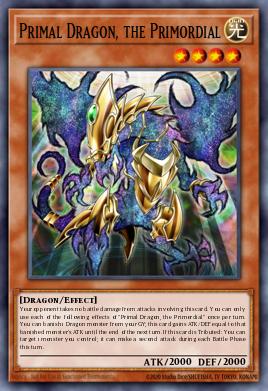 PRIMAL DRAGON, THE PRIMORDIAL
光
[DRAGON/EFFECT]
Your opponent takes no battle damage from attacks involving this card. You can only
use each of the following effects of "Primal Dragon, the Primordial" once per turn.
You can banish 1 Dragon monster from your GY; this card gains ATK/DEF equal to that
banished monster's ATK until the end of the next turn. If this card is Tributed: You can
target 1 monster you control; it can make a second attack during each Battle Phase
this turn.
ATK/2000 DEF/2000